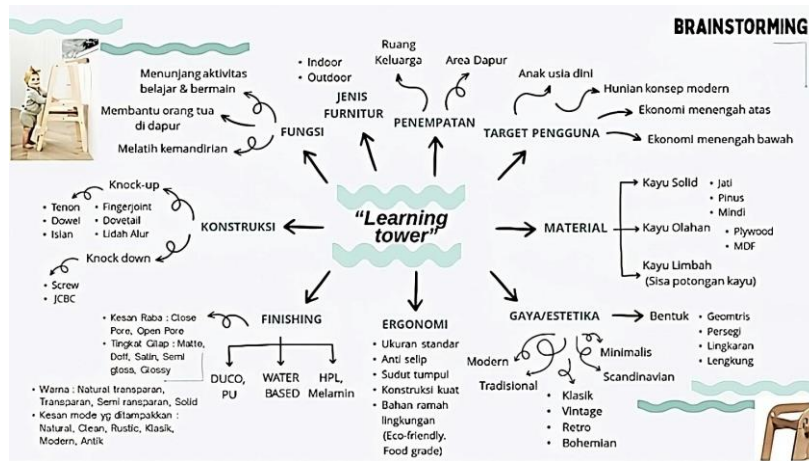 BRAINSTORMING
Menunjang aktivitas
belajar & bermain
Membantu orang tua
di dapur
Melatih kemandirian
FUNGSI
• Indoor
• Outdoor
JENIS
FURNITUR
Ruang
Keluarga
Area Dapur
PENEMPATAN
Anak usia dini
Hunian konsep modern
Ekonomi menengah atas
Ekonomi menengah bawah
TARGET PENGGUNA
"Learning
tower"
Knock-up
• Tenon
• Dowel
• Islan
• Fingerjoint
• Dovetail
• Lidah Alur
Knock down
• Screw
• JCBC
KONSTRUKSI
MATERIAL
Kayu Solid
• Jati
• Pinus
• Mindi
Kayu Olahan
• Plywood
• MDF
Kayu Limbah
(Sisa potongan kayu)
FINISHING
• Kesan Raba : Close
Pore, Open Pore
• Tingkat Gilap : Matte,
Doff, Satin, Semi
gloss, Glossy
DUCO,
PU
WATER
BASED
HPL,
Melamin
• Warna : Natural transparan,
Transparan, Semi ransparan, Solid
• Kesan mode yg ditampakkan :
Natural, Clean, Rustic, Klasik,
Modern, Antik
ERGONOMI
• Ukuran standar
• Anti selip
• Sudut tumpul
• Konstruksi kuat
• Bahan ramah
lingkungan
(Eco-friendly.
Food grade)
GAYA/ESTETIKA
Bentuk
• Geomtris
• Persegi
• Lingkaran
• Lengkung
Modern
Tradisional
Minimalis
Scandinavian
• Klasik
• Vintage
• Retro
• Bohemian